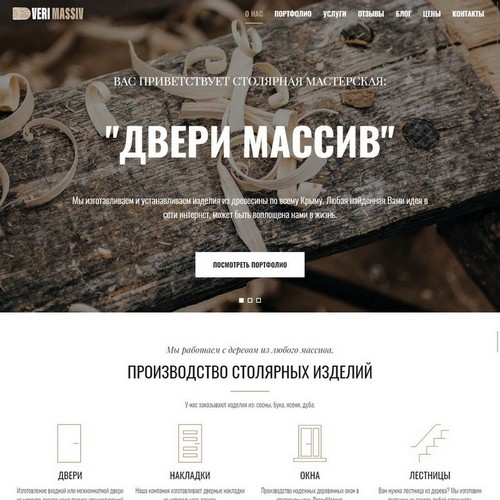 DVERI MASSIV
О НАС ПОРТФОЛИО УСЛУГИ ОТЗЫВЫ БЛОГ ЦЕНЫ КОНТАКТЫ
ВАС ПРИВЕТСТВУЕТ СТОЛЯРНАЯ МАСТЕРСКАЯ:
"ДВЕРИ МАССИВ"
Мы изготавливаем и устанавливаем изделия из древесины по всему Крыму. Любая найденная Вами идея в
сети интернет, может быть воплощена нами в жизнь.
ПОСМОТРЕТЬ ПОРТФОЛИО
Мы работаем с деревом из любого массива.
ПРОИЗВОДСТВО СТОЛЯРНЫХ ИЗДЕЛИЙ
У нас заказывают изделия из: сосны, бука, ясеня, дуба.
ДВЕРИ НАКЛАДКИ ОКНА ЛЕСТНИЦЫ
Изготовление входной или межкомнатной двери Наша компания изготавливает дверные накладки Производство надежных деревянных окон в Вам нужна лестница из дерева? Мы изготовим